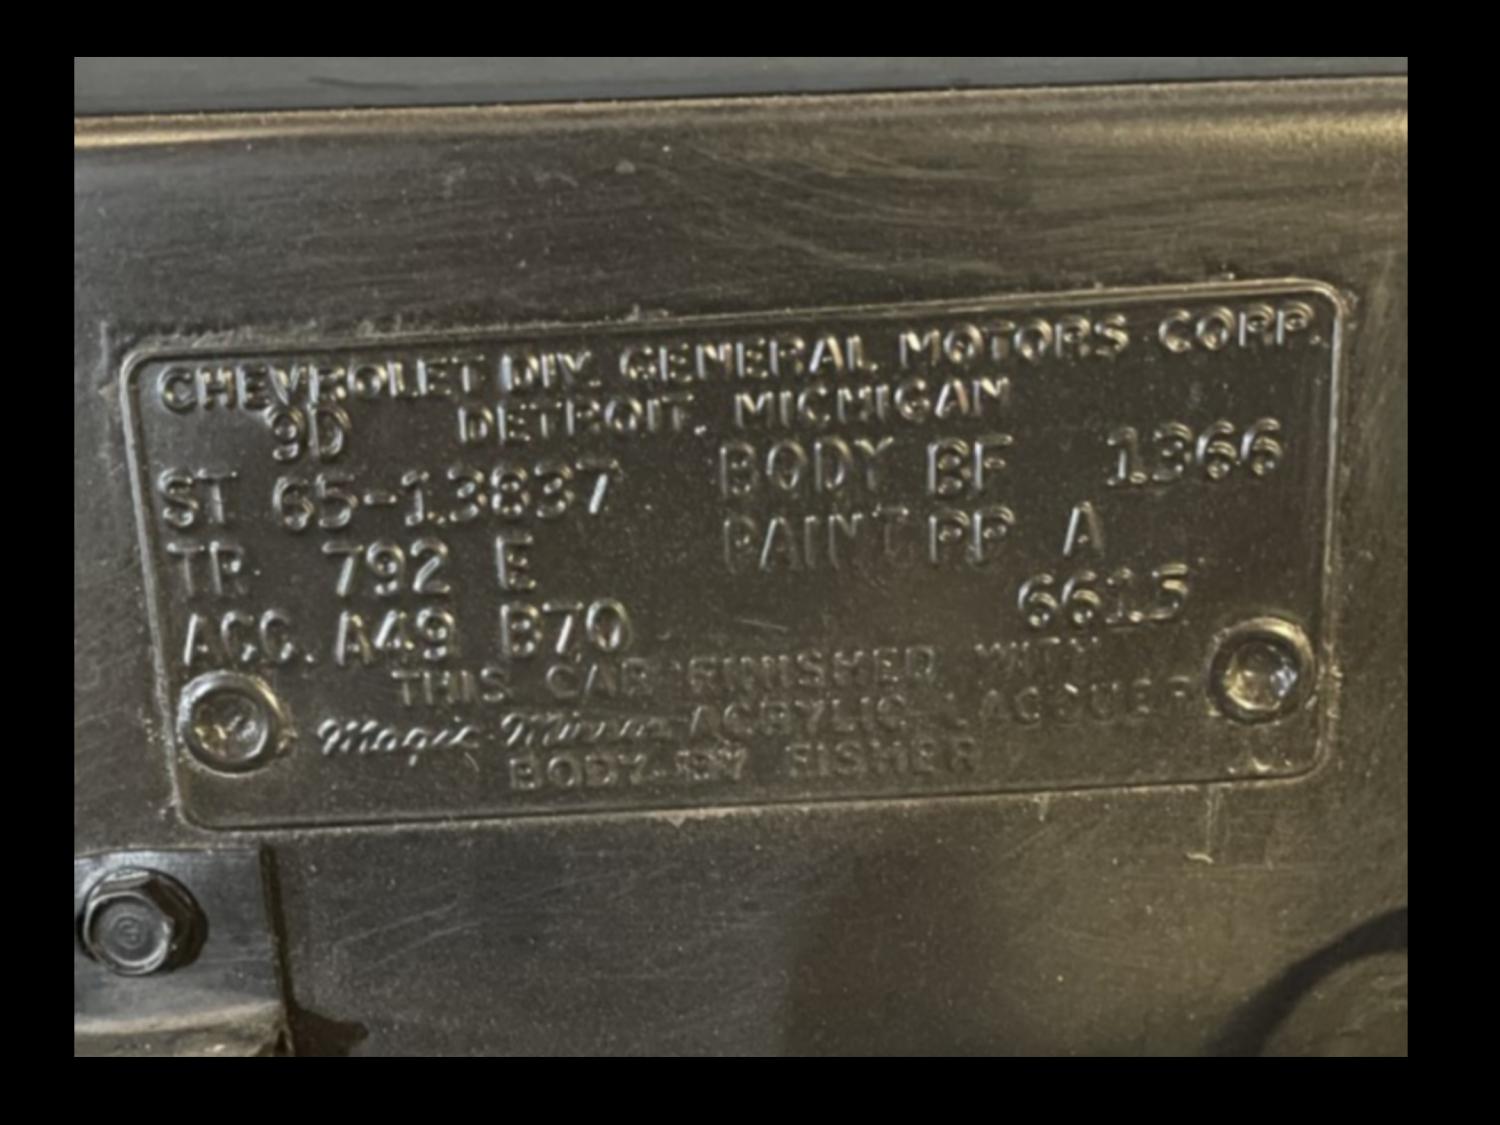 CHEVROLET DIV. GENERAL MOTORS CORP.
9D DETROIT, MICHIGAN
ST 65-13837 BODY BF 1366
TR 792 E PAINT PP A
6615
ACC. A49 B70
THIS CAR FINISHED WITH
Magic-Mirror ACRYLIC LACQUER
BODY BY FISHER